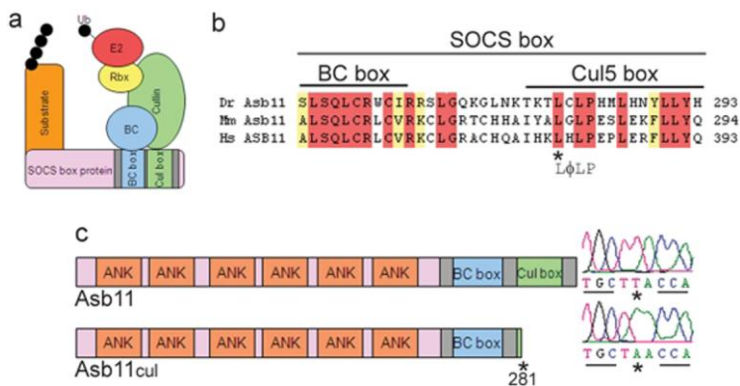 a
Ub
E2
Rbx
Cullin
Substrate
BC
SOCS box protein
BC box
Cul box
b
SOCS box
BC box Cul5 box
Dr Asb11 SLSQLCRWCIRRSLGQKGLNKTKTLCLPHMLHNYLLYH 293
Mm Asb11 ALSQLCRLCVRKCLGRTCHHAIYALGLPESLEKFLLYQ 294
Hs ASB11 ALSQLCRLCVRKCLGRACHQAIHKLHLPEPLERFLLYQ 393
*
LϕLP
c
ANK ANK ANK ANK ANK ANK BC box Cul box
Asb11
TGCTTACCA
*
ANK ANK ANK ANK ANK ANK BC box
Asb11cul
*
281
TGCTAACCA
*